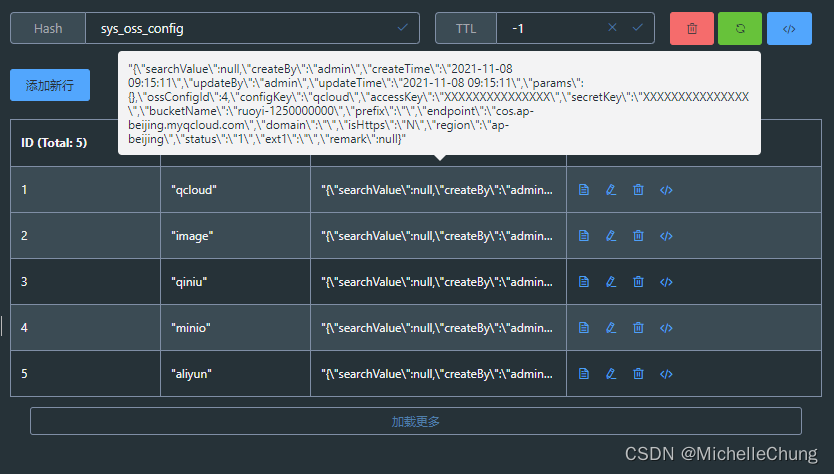 Hash sys_oss_config TTL -1
"{\"searchValue\":null,\"createBy\":\"admin\",\"createTime\":\"2021-11-08
09:15:11\",\"updateBy\":\"admin\",\"updateTime\":\"2021-11-08 09:15:11\",\"params\":
{},\"ossConfigId\":4,\"configKey\":\"qcloud\",\"accessKey\":\"XXXXXXXXXXXXXXX\",\"secretKey\":\"XXXXXXXXXXXXXXX
\",\"bucketName\":\"ruoyi-1250000000\",\"prefix\":\"\",\"endpoint\":\"cos.ap-
beijing.myqcloud.com\",\"domain\":\"\",\"isHttps\":\"N\",\"region\":\"ap-
beijing\",\"status\":\"1\",\"ext1\":\"\",\"remark\":null}"
添加新行
ID (Total: 5)
1 "qcloud" "{\"searchValue\":null,\"createBy\":\"admin...
2 "image" "{\"searchValue\":null,\"createBy\":\"admin...
3 "qiniu" "{\"searchValue\":null,\"createBy\":\"admin...
4 "minio" "{\"searchValue\":null,\"createBy\":\"admin...
5 "aliyun" "{\"searchValue\":null,\"createBy\":\"admin...
加载更多
CSDN @MichelleChung